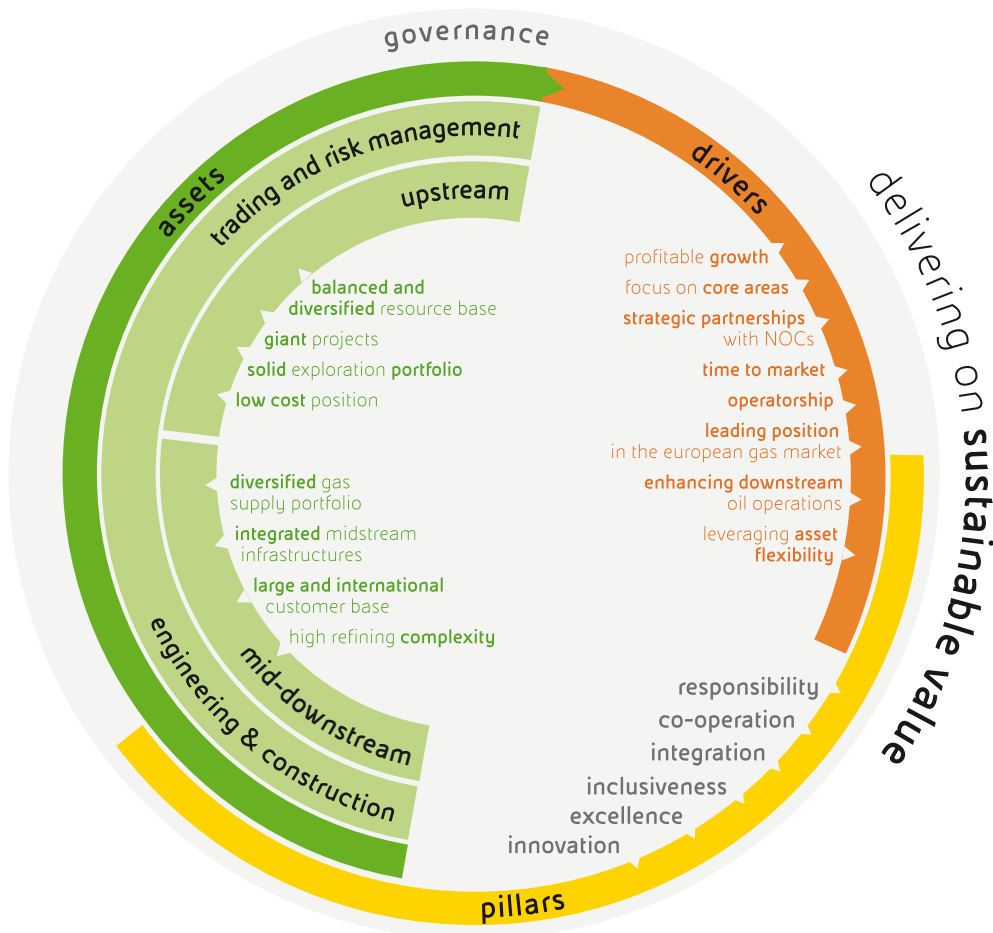 governance
assets
trading and risk management
upstream
balanced and
diversified resource base
giant projects
solid exploration portfolio
low cost position
diversified gas
supply portfolio
integrated midstream
infrastructures
large and international
customer base
high refining complexity
mid-downstream
engineering & construction
drivers
profitable growth
focus on core areas
strategic partnerships
with NOCs
time to market
operatorship
leading position
in the european gas market
enhancing downstream
oil operations
leveraging asset
flexibility
delivering on sustainable value
responsibility
co-operation
integration
inclusiveness
excellence
innovation
pillars